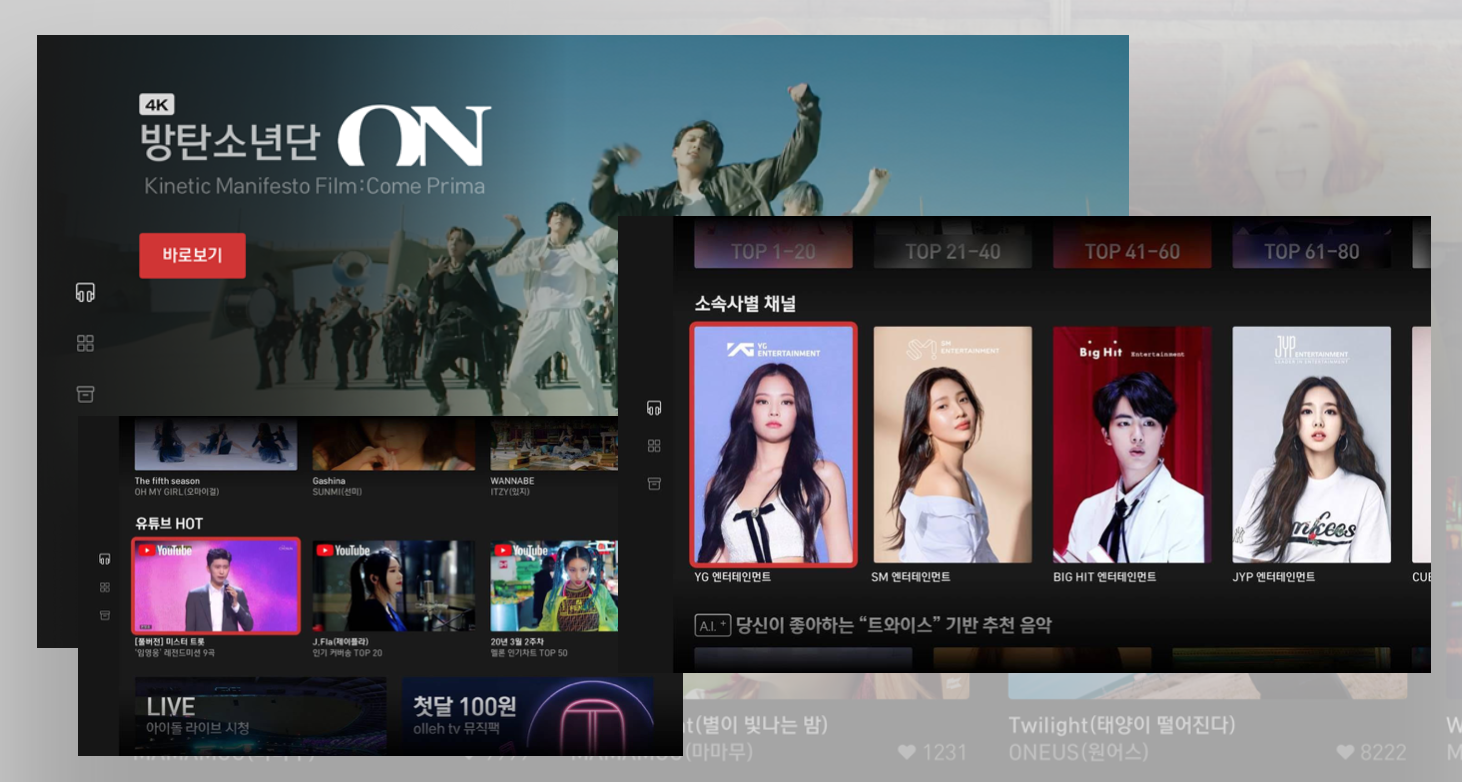 4K
방탄소년단 ON
Kinetic Manifesto Film:Come Prima
바로보기
The fifth season
OH MY GIRL(오마이걸)
Gashina
SUNMI(선미)
WANNABE
ITZY(있지)
유튜브 HOT
YouTube
YouTube
YouTube
[풀버전] 미스터 트롯
'임영웅' 레전드미션 9곡
J.Fla(제이플라)
인기 커버송 TOP 20
20년 3월 2주차
멜론 인기차트 TOP 50
LIVE
아이돌 라이브 시청
첫달 100원
olleh tv 뮤직팩
TOP 1-20
TOP 21-40
TOP 41-60
TOP 61-80
소속사별 채널
YG ENTERTAINMENT
SM ENTERTAINMENT
Big Hit Entertainment
JYP ENTERTAINMENT
YG 엔터테인먼트
SM 엔터테인먼트
BIG HIT 엔터테인먼트
JYP 엔터테인먼트
A.I.+ 당신이 좋아하는 “트와이스” 기반 추천 음악
(별이 빛나는 밤)
(마마무)
1231
Twilight(태양이 떨어진다)
ONEUS(원어스)
8222